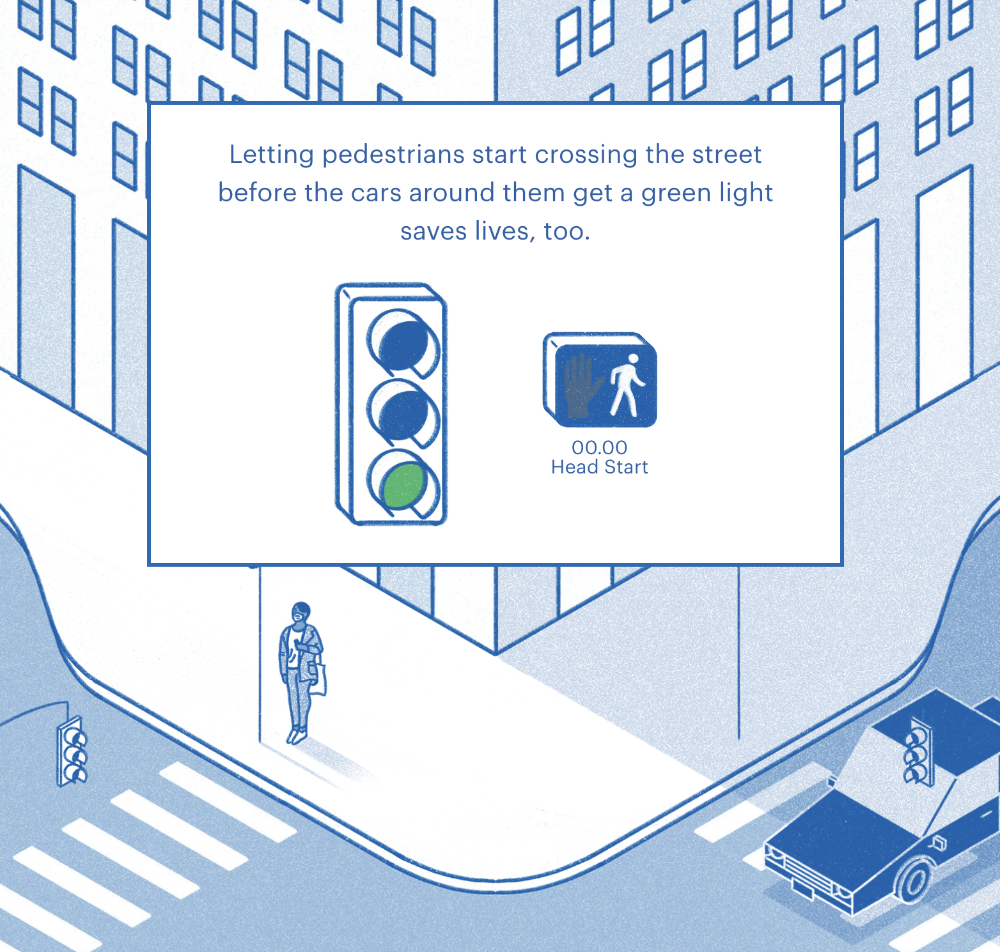 Letting pedestrians start crossing the street
before the cars around them get a green light
saves lives, too.
00.00
Head Start